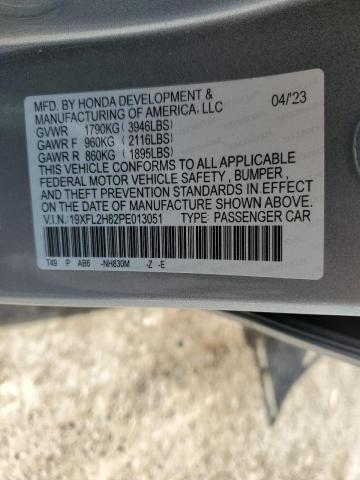 MFD. BY HONDA DEVELOPMENT & 04/'23
MANUFACTURING OF AMERICA, LLC
GVWR 1790KG(3946LBS)
GAWR F 960KG (2116LBS)
GAWR R 860KG (1895LBS)
THIS VEHICLE CONFORMS TO ALL APPLICABLE
FEDERAL MOTOR VEHICLE SAFETY, BUMPER,
AND THEFT PREVENTION STANDARDS IN EFFECT
ON THE DATE OF MANUFACTURE SHOWN ABOVE.
V.I.N.:19XFL2H82PE013051 TYPE:PASSENGER CAR
T49 P AB6 -NH830M -Z -E